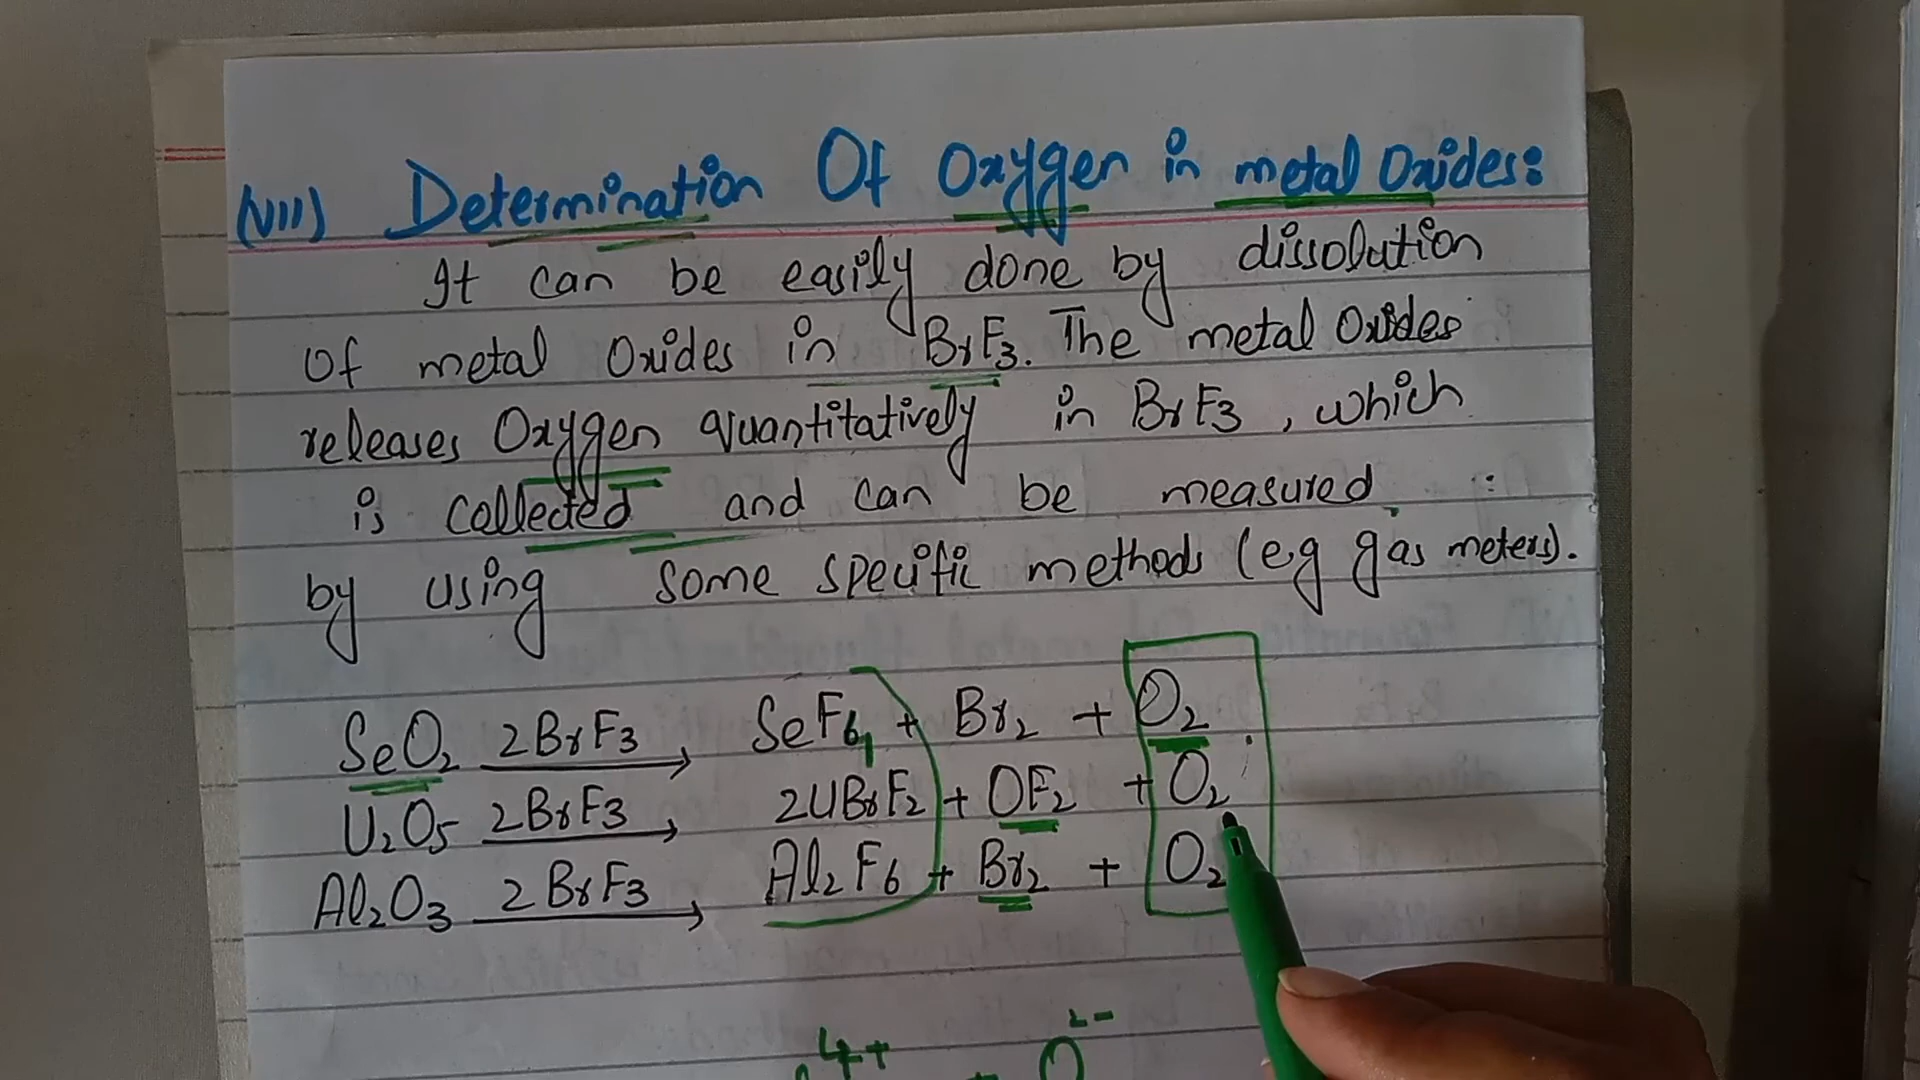 (VII) Determination Of Oxygen in metal Oxides:
It can be easily done by dissolution
Of metal Oxides in BrF3. The metal Oxides
releases Oxygen quantitatively in BrF3, which
is collected and can be measured :
by using some specific methods (e.g gas meters).
SeO2 2BrF3 → SeF6 + Br2 + O2
U2O5 2BrF3 → 2UBrF2 + OF2 + O2
Al2O3 2BrF3 → Al2F6 + Br2 + O2
4+ O2-